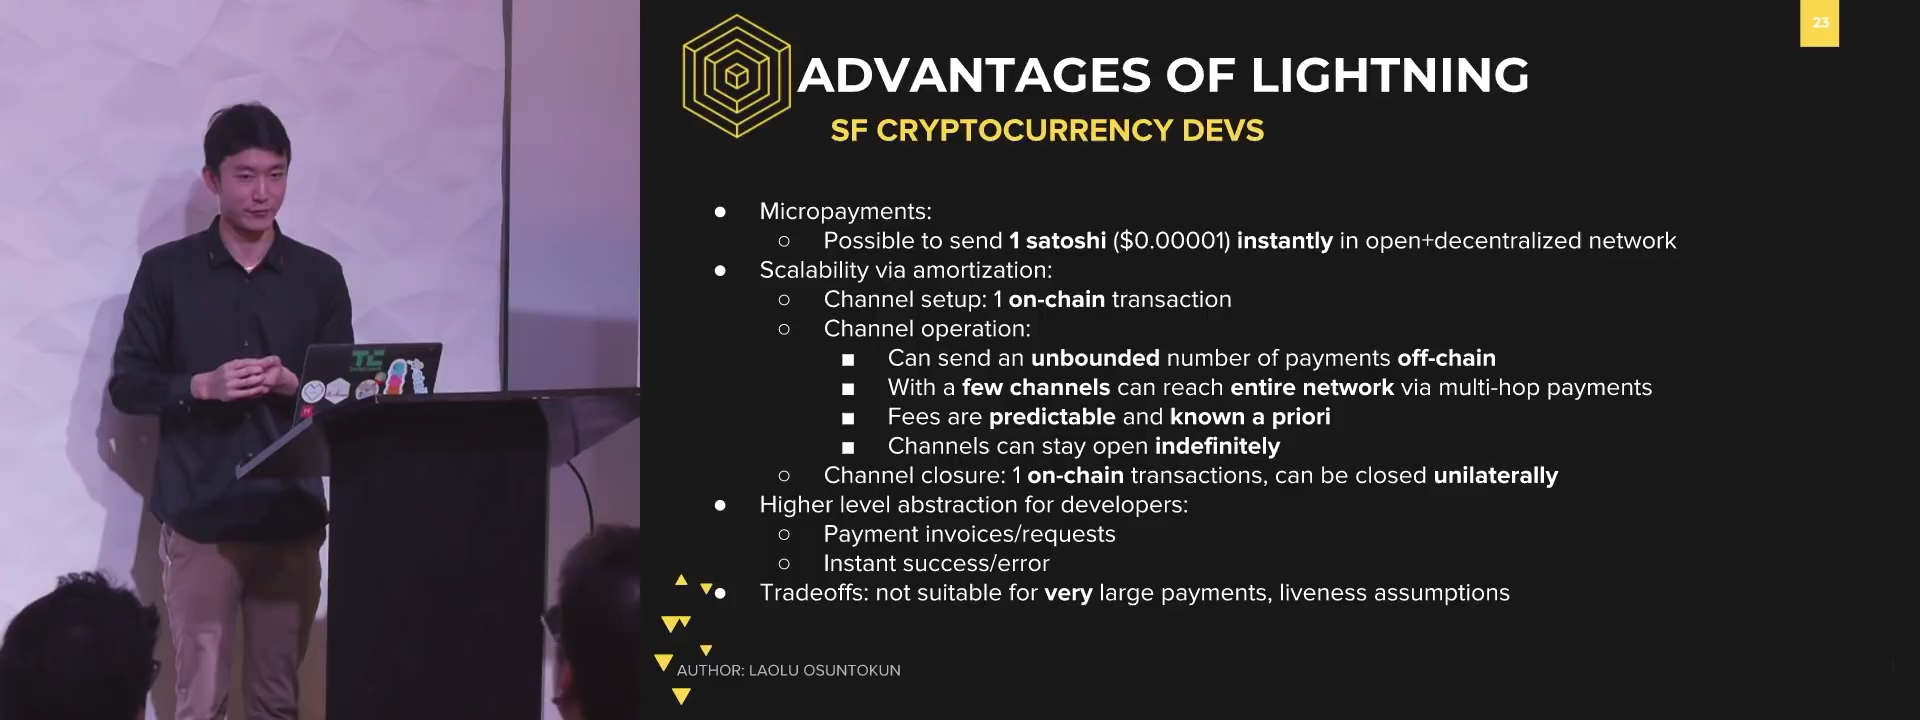 23
ADVANTAGES OF LIGHTNING
SF CRYPTOCURRENCY DEVS
● Micropayments:
○ Possible to send 1 satoshi ($0.00001) instantly in open+decentralized network
● Scalability via amortization:
○ Channel setup: 1 on-chain transaction
○ Channel operation:
■ Can send an unbounded number of payments off-chain
■ With a few channels can reach entire network via multi-hop payments
■ Fees are predictable and known a priori
■ Channels can stay open indefinitely
○ Channel closure: 1 on-chain transactions, can be closed unilaterally
● Higher level abstraction for developers:
○ Payment invoices/requests
○ Instant success/error
● Tradeoffs: not suitable for very large payments, liveness assumptions
AUTHOR: LAOLU OSUNTOKUN
TC